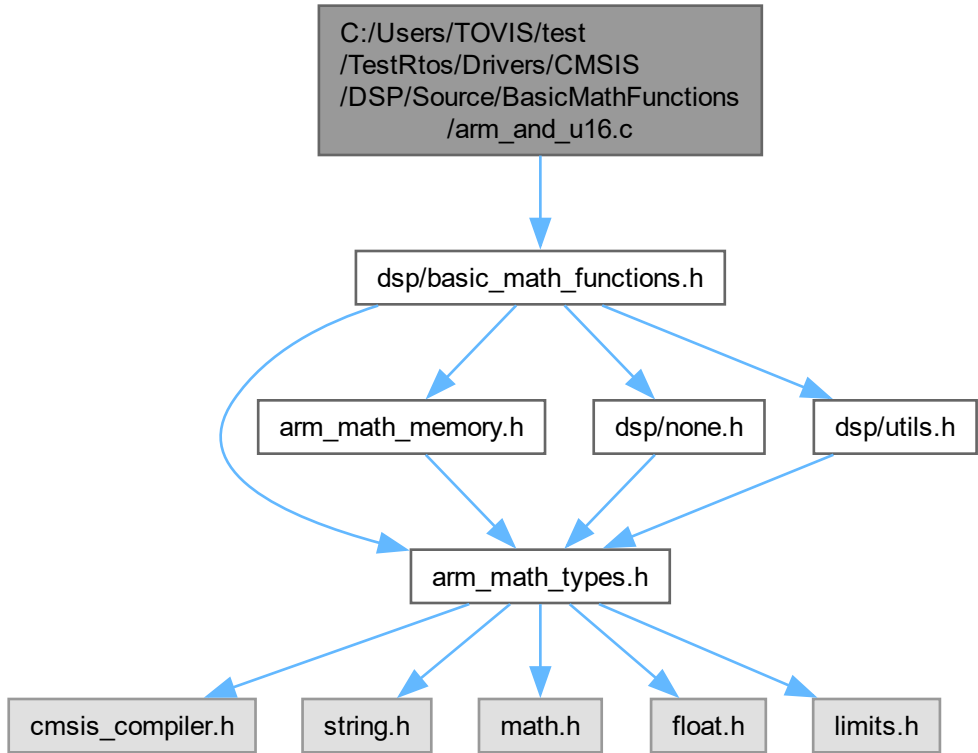 C:/Users/TOVIS/test
/TestRtos/Drivers/CMSIS
/DSP/Source/BasicMathFunctions
/arm_and_u16.c
dsp/basic_math_functions.h
arm_math_memory.h
dsp/none.h
dsp/utils.h
arm_math_types.h
cmsis_compiler.h
string.h
math.h
float.h
limits.h